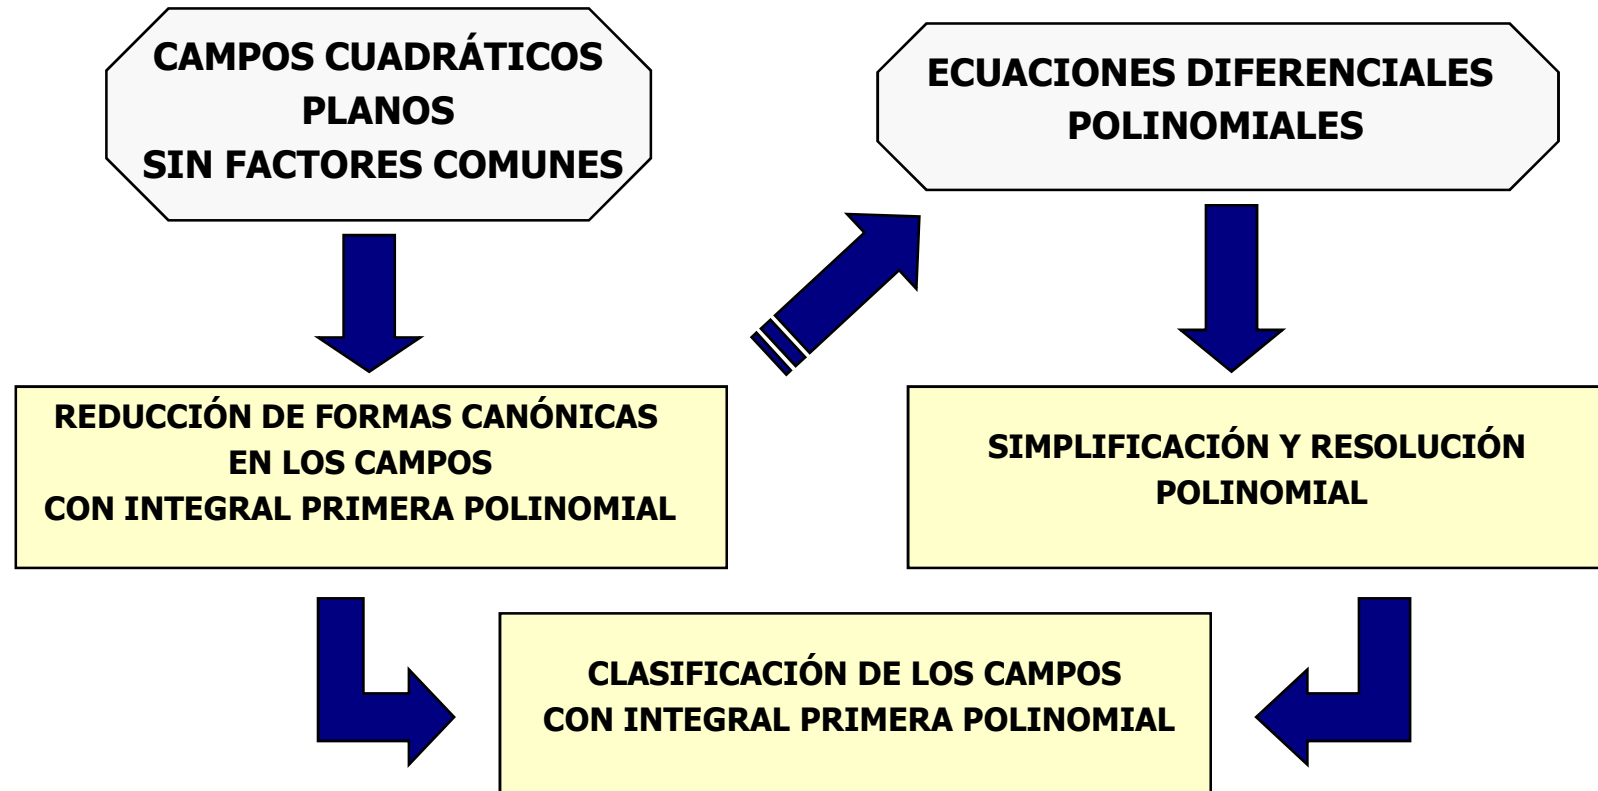 CAMPOS CUADRÁTICOS
PLANOS
SIN FACTORES COMUNES
ECUACIONES DIFERENCIALES
POLINOMIALES
REDUCCIÓN DE FORMAS CANÓNICAS
EN LOS CAMPOS
CON INTEGRAL PRIMERA POLINOMIAL
SIMPLIFICACIÓN Y RESOLUCIÓN
POLINOMIAL
CLASIFICACIÓN DE LOS CAMPOS
CON INTEGRAL PRIMERA POLINOMIAL